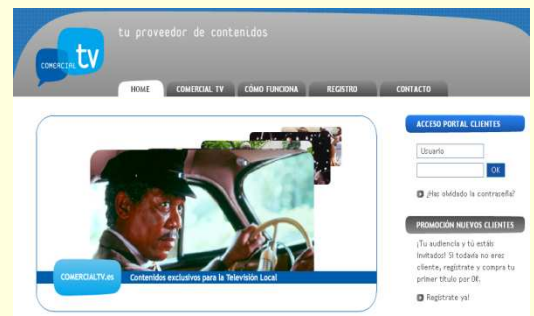 tu proveedor de contenidos
COMERCIAL tv
HOME COMERCIAL TV CÓMO FUNCIONA REGISTRO CONTACTO
COMERCIALTV.es Contenidos exclusivos para la Televisión Local
ACCESO PORTAL CLIENTES
Usuario
OK
¿Has olvidado la contraseña?
PROMOCIÓN NUEVOS CLIENTES
¡Tu audiencia y tú estáis
invitados! Si todavía no eres
cliente, regístrate y compra tu
primer título por 0€.
Regístrate ya!